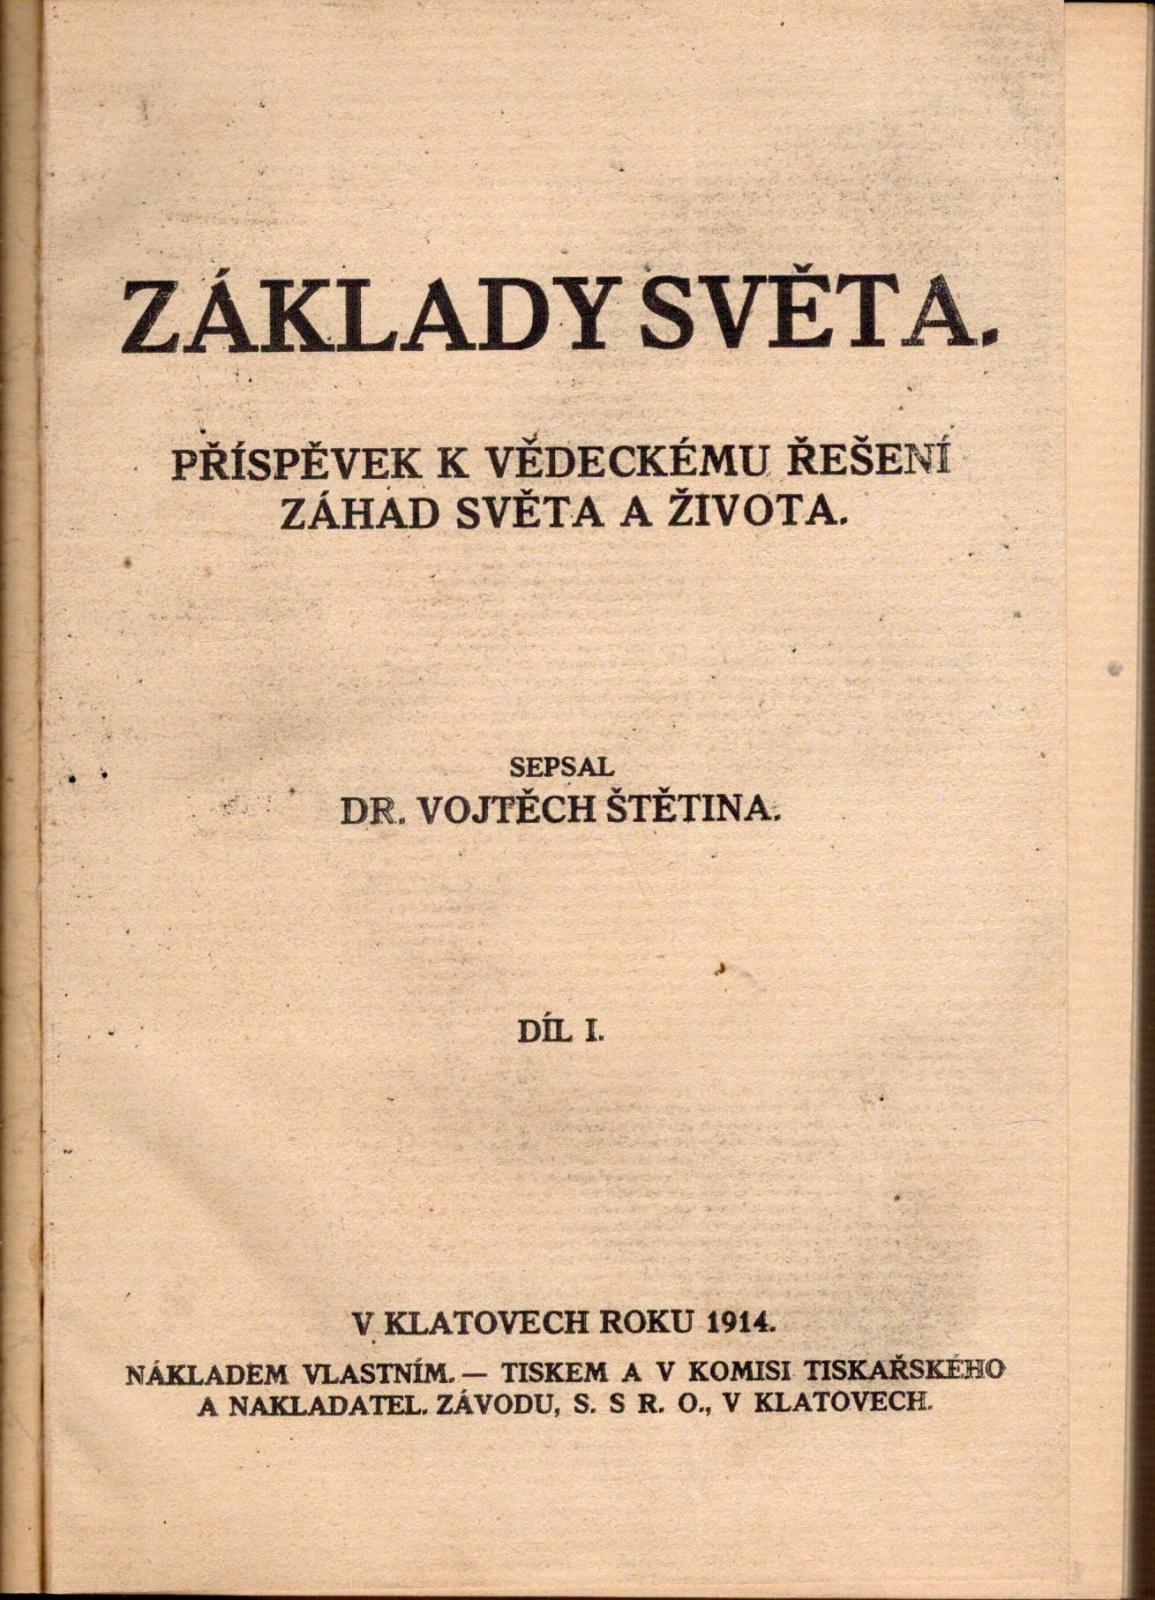 ZÁKLADY SVĚTA.
PŘÍSPĚVEK K VĚDECKÉMU ŘEŠENÍ
ZÁHAD SVĚTA A ŽIVOTA.
SEPSAL
DR. VOJTĚCH ŠTĚTINA.
DÍL I.
V KLATOVECH ROKU 1914.
NÁKLADEM VLASTNÍM. — TISKEM A V KOMISI TISKAŘSKÉHO
A NAKLADATEL. ZÁVODU, S. S R. O., V KLATOVECH.